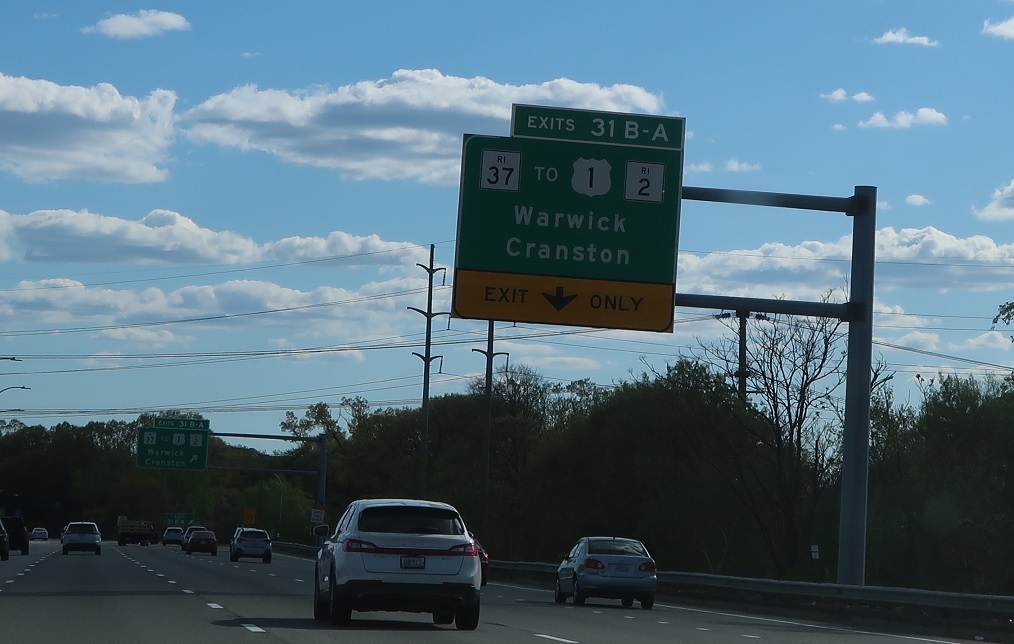 EXITS 31 B-A
RI 37 TO 1 RI 2
Warwick
Cranston
EXIT ONLY
EXITS 31 B-A
37 TO 1 2
Warwick
Cranston